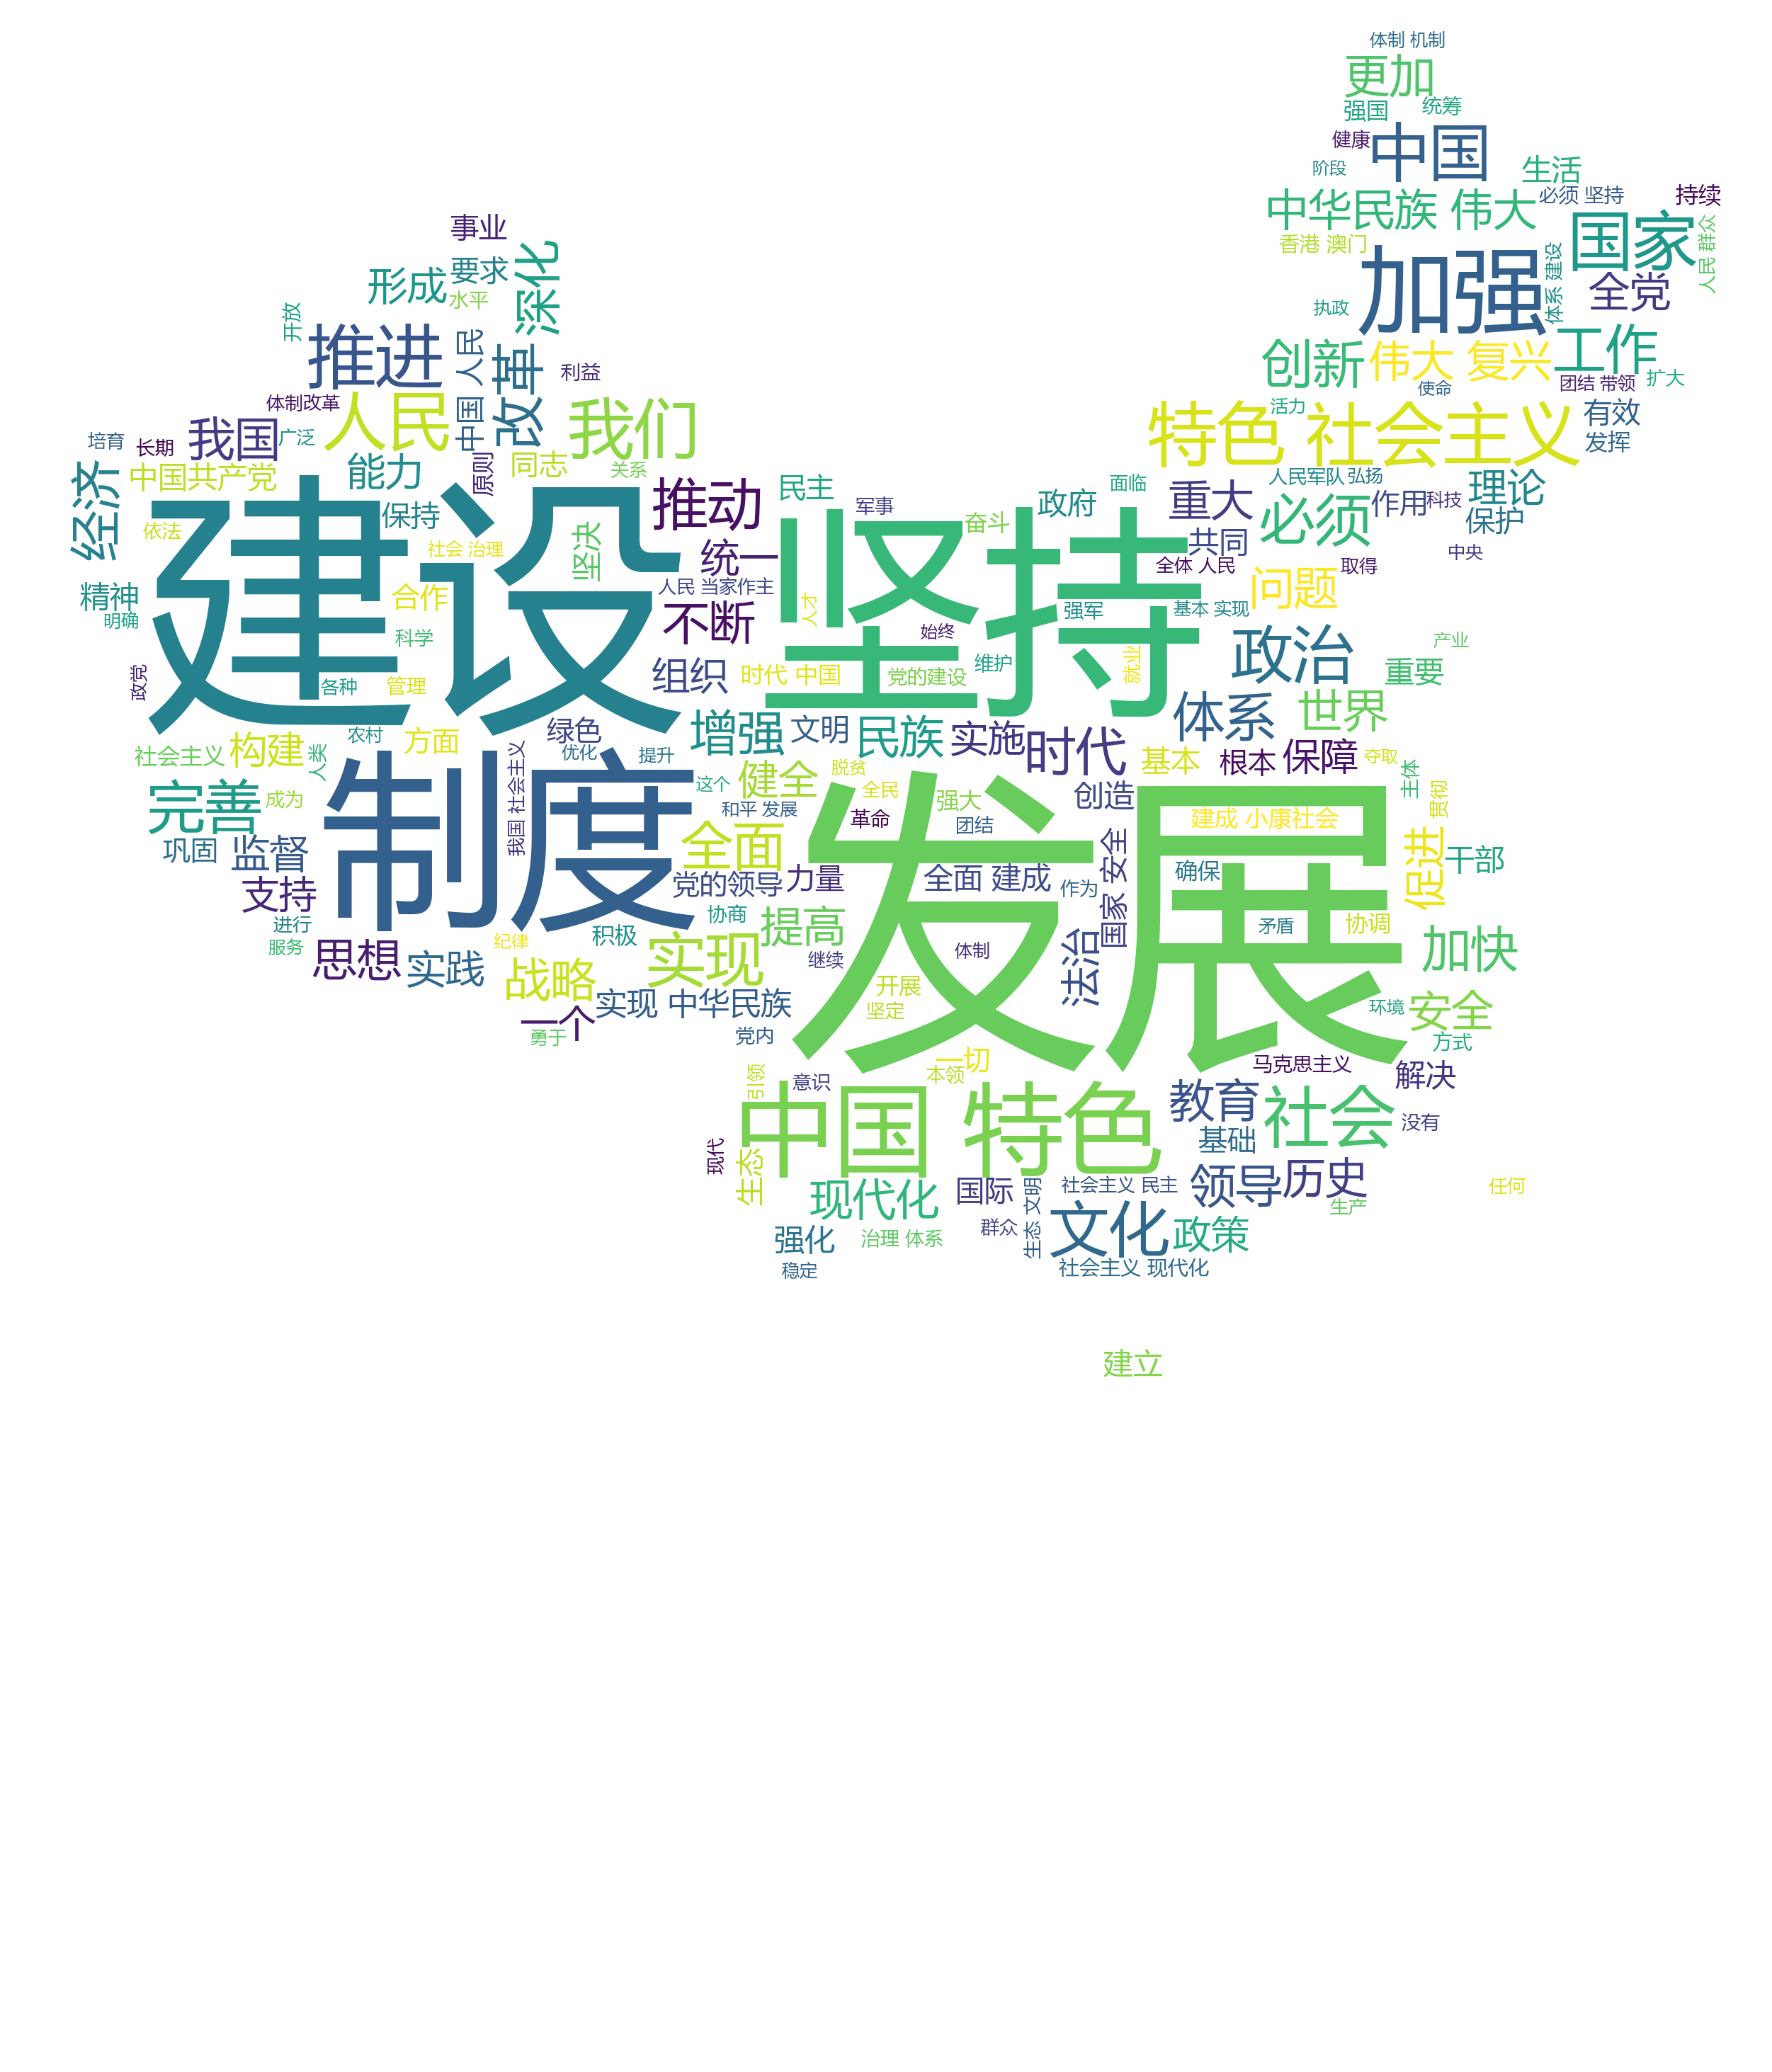 体制 机制
更加
强国
统筹
健康
中国
阶段
生活
必须 坚持
持续
中华民族 伟大
国家
人民 群众
事业
香港 澳门
加强
体系 建设
深化
要求
形成
水平
全党
开放
执政
推进
中国 人民
改革
利益
创新
伟大 复兴
工作
使命
团结 带领
扩大
体制改革
人民
我们
活力
特色 社会主义
有效
发挥
我国
广泛
培育
长期
经济
中国共产党
能力
原则
同志
关系
推动
民主
军事
面临
重大
人民军队
弘扬
理论
政府
必须
作用
科技
保护
建设
保持
坚持
奋斗
依法
坚决
社会 治理
统一
共同
中央
全体 人民
取得
精神
明确
合作
人民 当家作主
问题
不断
人才
强军
基本 实现
科学
始终
政治
产业
政党
各种
管理
组织
时代 中国
党的建设
维护
就业
重要
体系
世界
绿色
增强
文明
民族
实施
时代
农村
方面
社会主义
构建
人类
我国 社会主义
优化
提升
基本
根本
保障
夺取
制度
这个
健全
脱贫
发展
主体
完善
成为
和平 发展
全民
强大
创造
贯彻
革命
团结
建成 小康社会
巩固
监督
全面
国家 安全
促进
干部
支持
党的领导
力量
全面 建成
作为
确保
进行
协商
提高
矛盾
协调
服务
纪律
积极
思想
实践
实现
继续
体制
法治
加快
战略
开展
实现 中华民族
坚定
环境
安全
一个
勇于
党内
方式
一切
本领
马克思主义
解决
引领
意识
中国 特色
教育
社会
没有
现代
生态
基础
领导
历史
现代化
国际
生态 文明
社会主义 民主
任何
生产
强化
治理 体系
群众
文化
政策
稳定
社会主义 现代化
建立